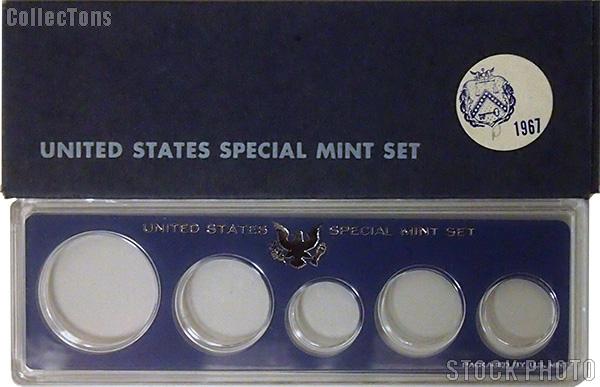 CollecTons
UNITED STATES SPECIAL MINT SET
1967
UNITED STATES SPECIAL MINT SET
STOCK PHOTO